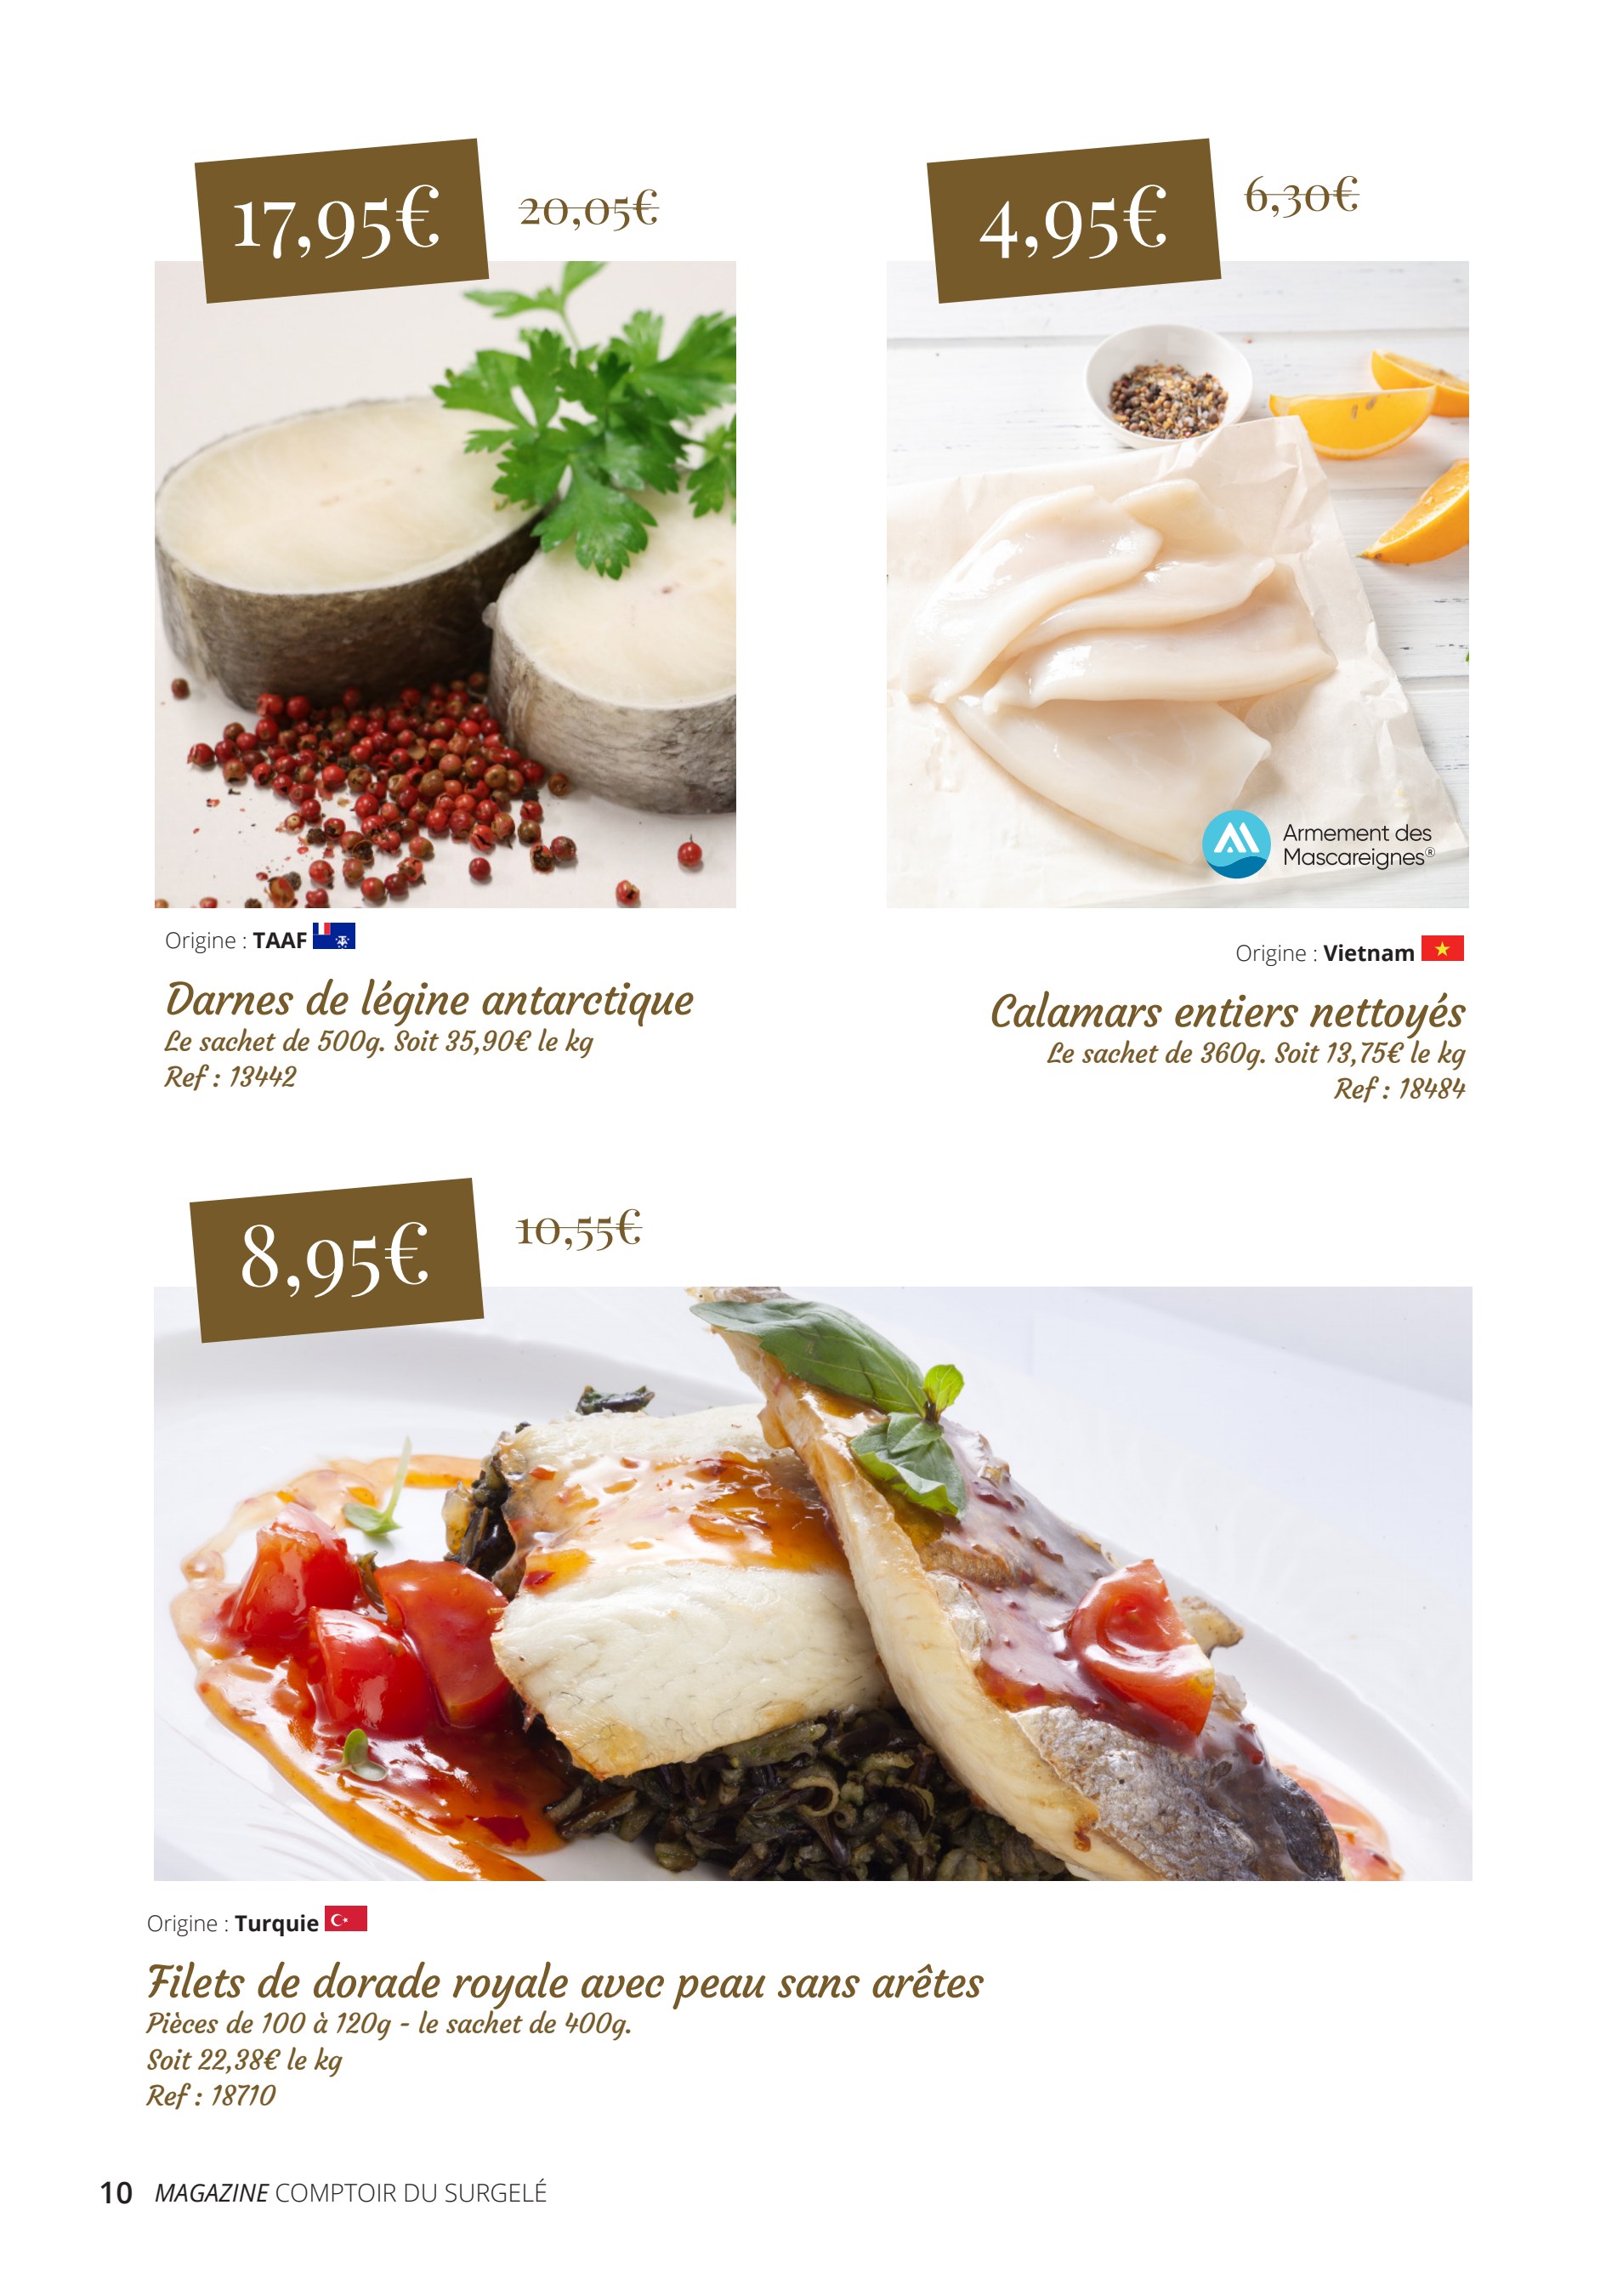 17,95€
20,05€
Origine : TAAF
Darnes de légine antarctique
Le sachet de 500g. Soit 35,90€ le kg
Ref : 13442
4,95€
6,30€
Armement des
Mascareignes®
Origine : Vietnam
Calamars entiers nettoyés
Le sachet de 360g. Soit 13,75€ le kg
Ref : 18484
8,95€
10,55€
Origine : Turquie
Filets de dorade royale avec peau sans arêtes
Pièces de 100 à 120g - le sachet de 400g.
Soit 22,38€ le kg
Ref : 18710
10 MAGAZINE COMPTOIR DU SURGELÉ